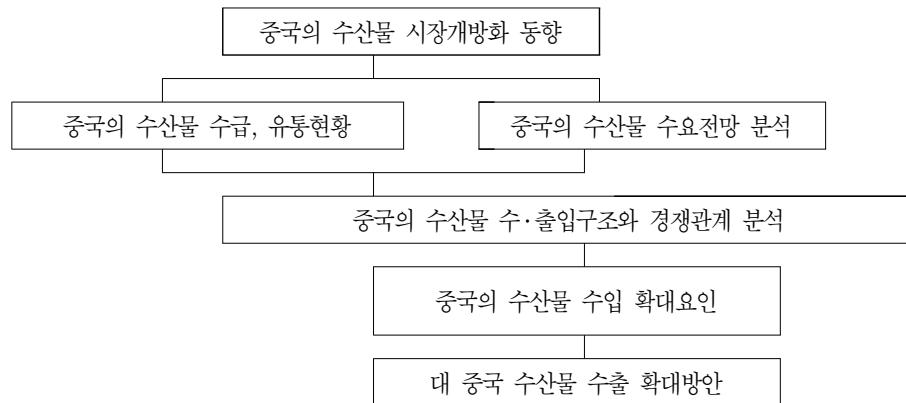 중국의 수산물 시장개방화 동향
중국의 수산물 수급, 유통현황
중국의 수산물 수요전망 분석
중국의 수산물 수·출입구조와 경쟁관계 분석
중국의 수산물 수입 확대요인
대 중국 수산물 수출 확대방안